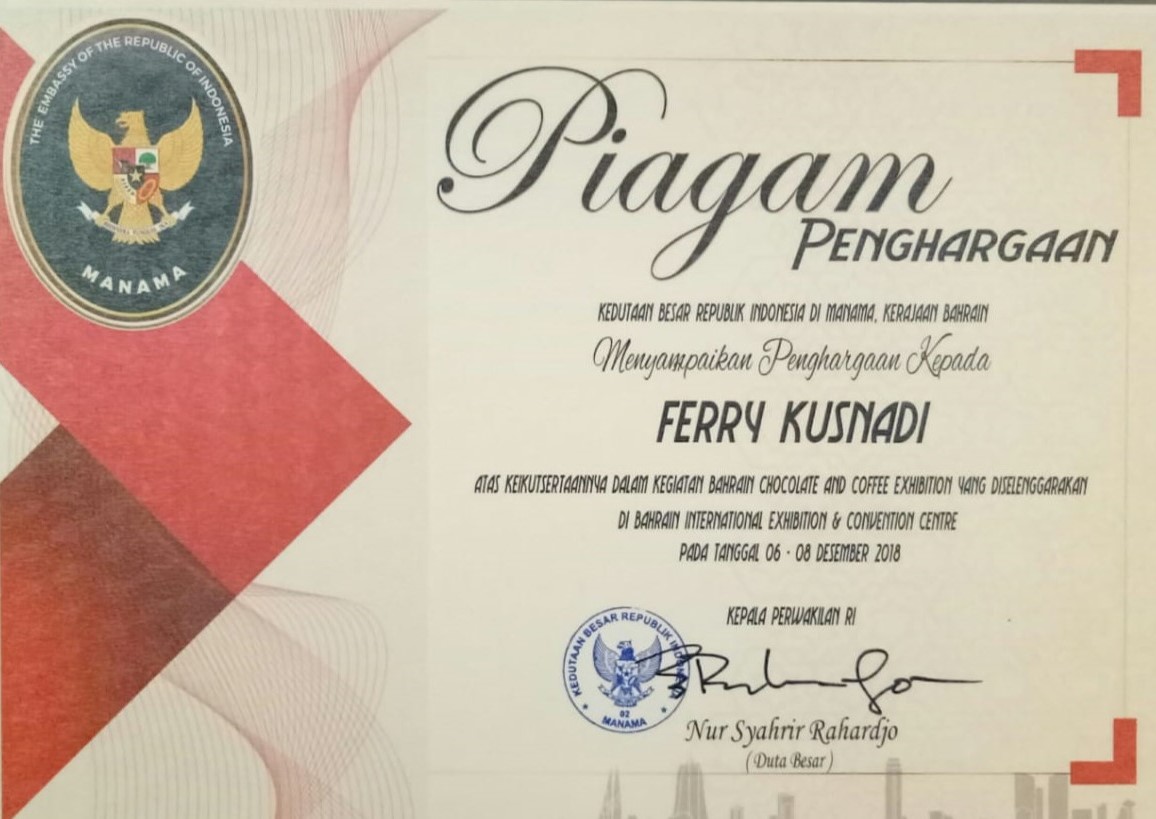 THE EMBASSY OF THE REPUBLIC OF INDONESIA
MANAMA
Piagam
PENGHARGAAN
KEDUTAAN BESAR REPUBLIK INDONESIA DI MANAMA, KERAJAAN BAHRAIN
Menyampaikan Penghargaan Kepada
FERRY KUSNADI
ATAS KEIKUTSERTAANNYA DALAM KEGIATAN BAHRAIN CHOCOLATE AND COFFEE EXHIBITION YANG DISELENGGARAKAN
DI BAHRAIN INTERNATIONAL EXHIBITION & CONVENTION CENTRE
PADA TANGGAL 06 - 08 DESEMBER 2018
KEPALA PERWAKILAN RI
KEDUTAAN BESAR REPUBLIK INDONESIA
02
MANAMA
Nur Syahrir Rahardjo
(Duta Besar)